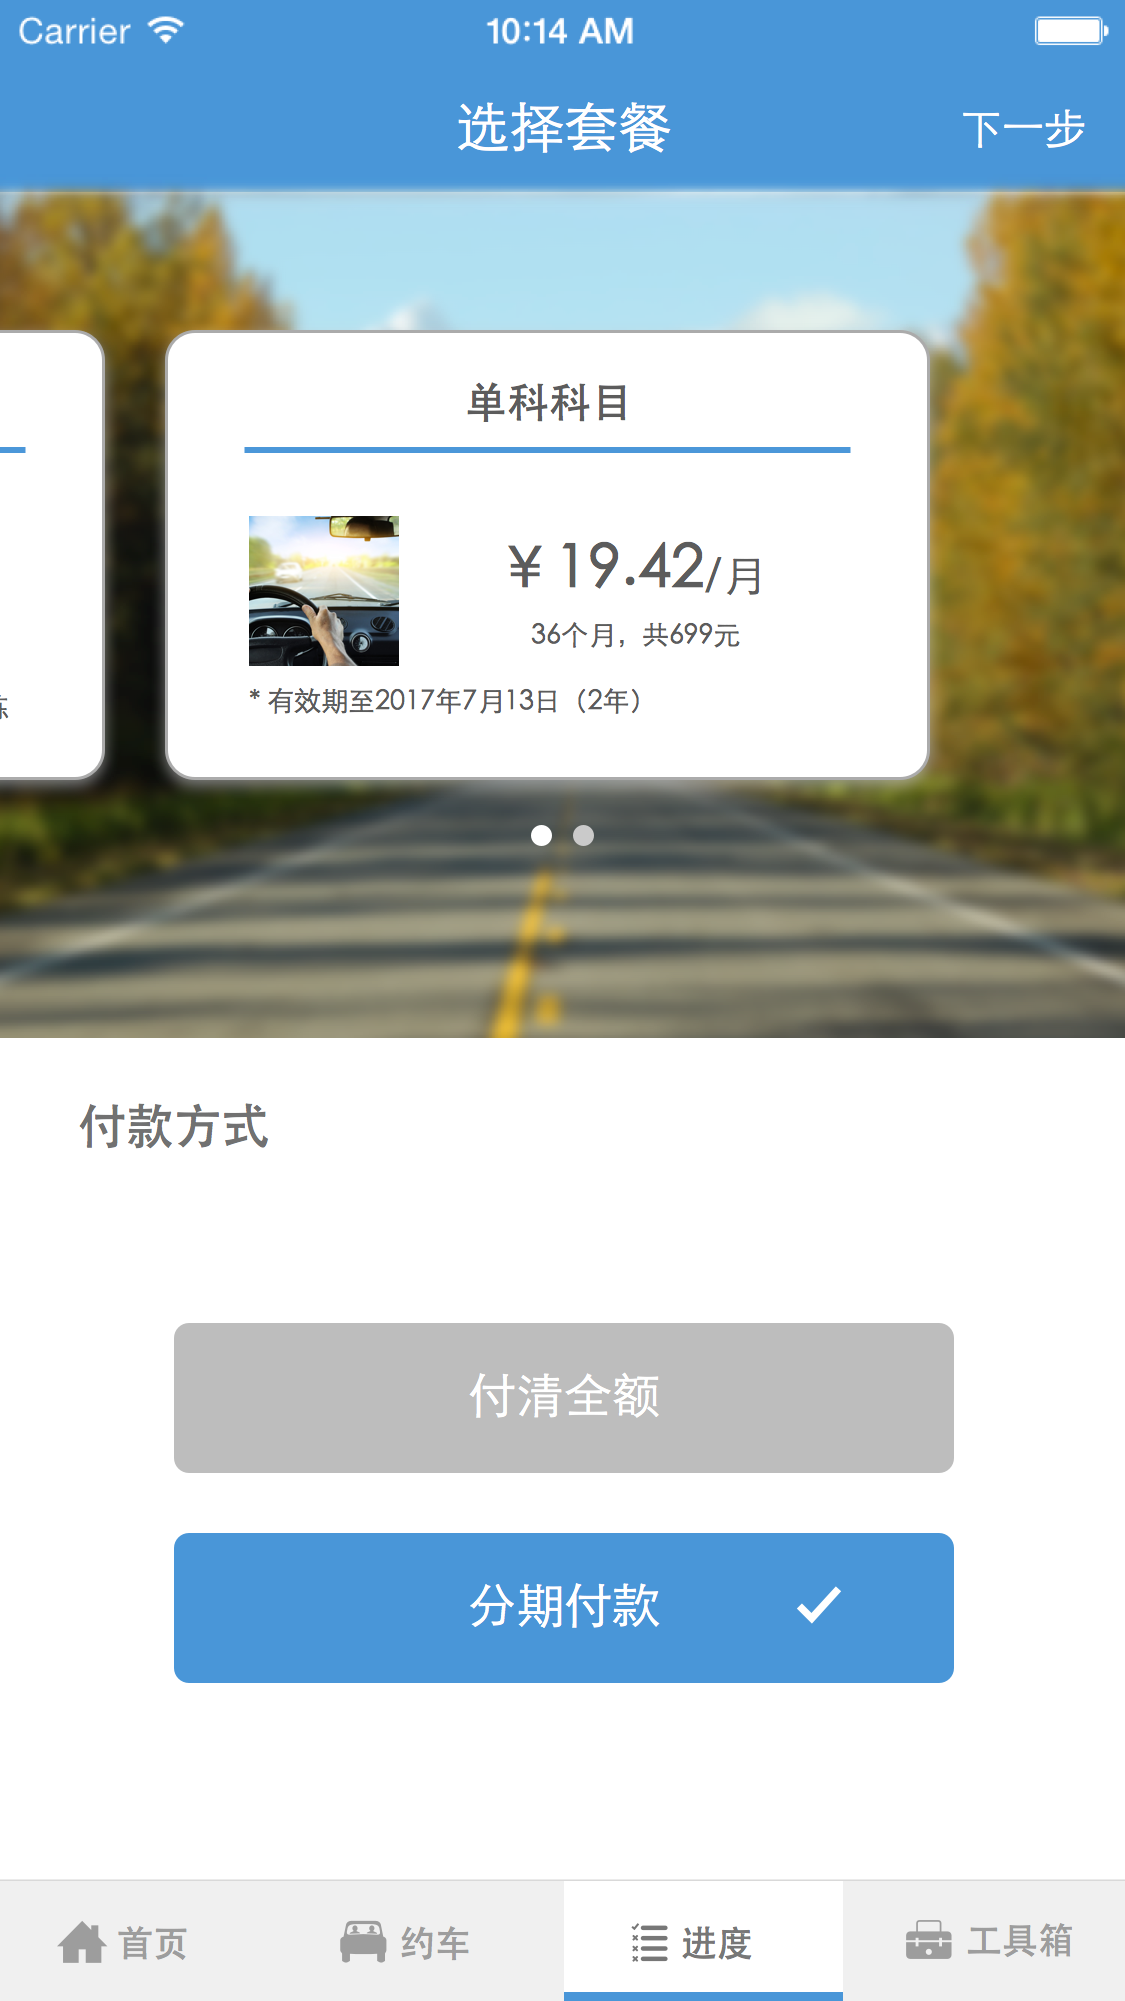 Carrier 10:14 AM
选择套餐 下一步
单科科目
¥19.42/月
36个月，共699元
* 有效期至2017年7月13日（2年）
付款方式
付清全额
分期付款
首页 约车 进度 工具箱